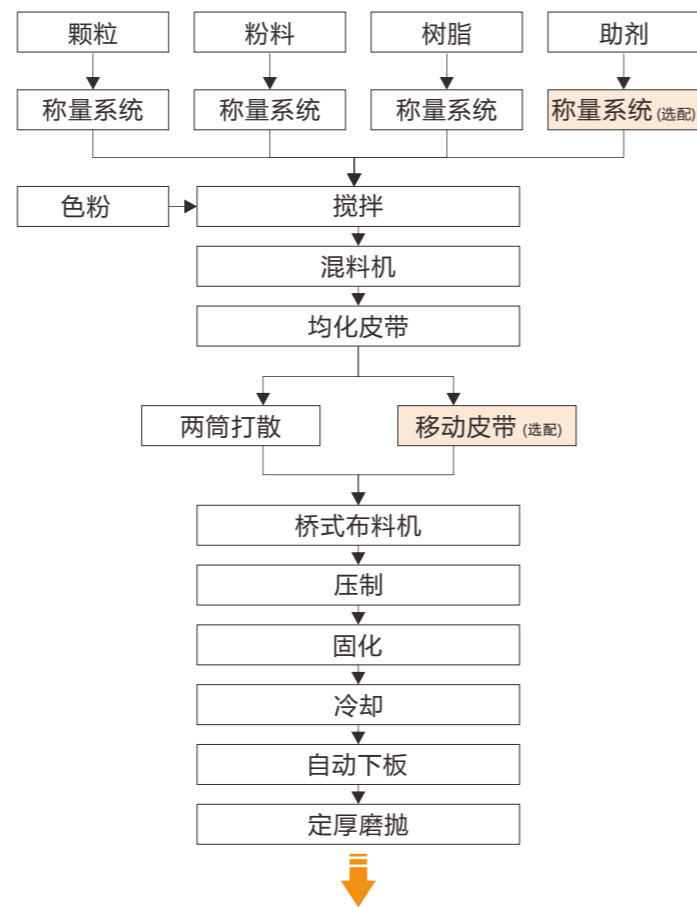 颗粒 粉料 树脂 助剂
称量系统 称量系统 称量系统 称量系统 (选配)
色粉 搅拌
混料机
均化皮带
两筒打散 移动皮带 (选配)
桥式布料机
压制
固化
冷却
自动下板
定厚磨抛